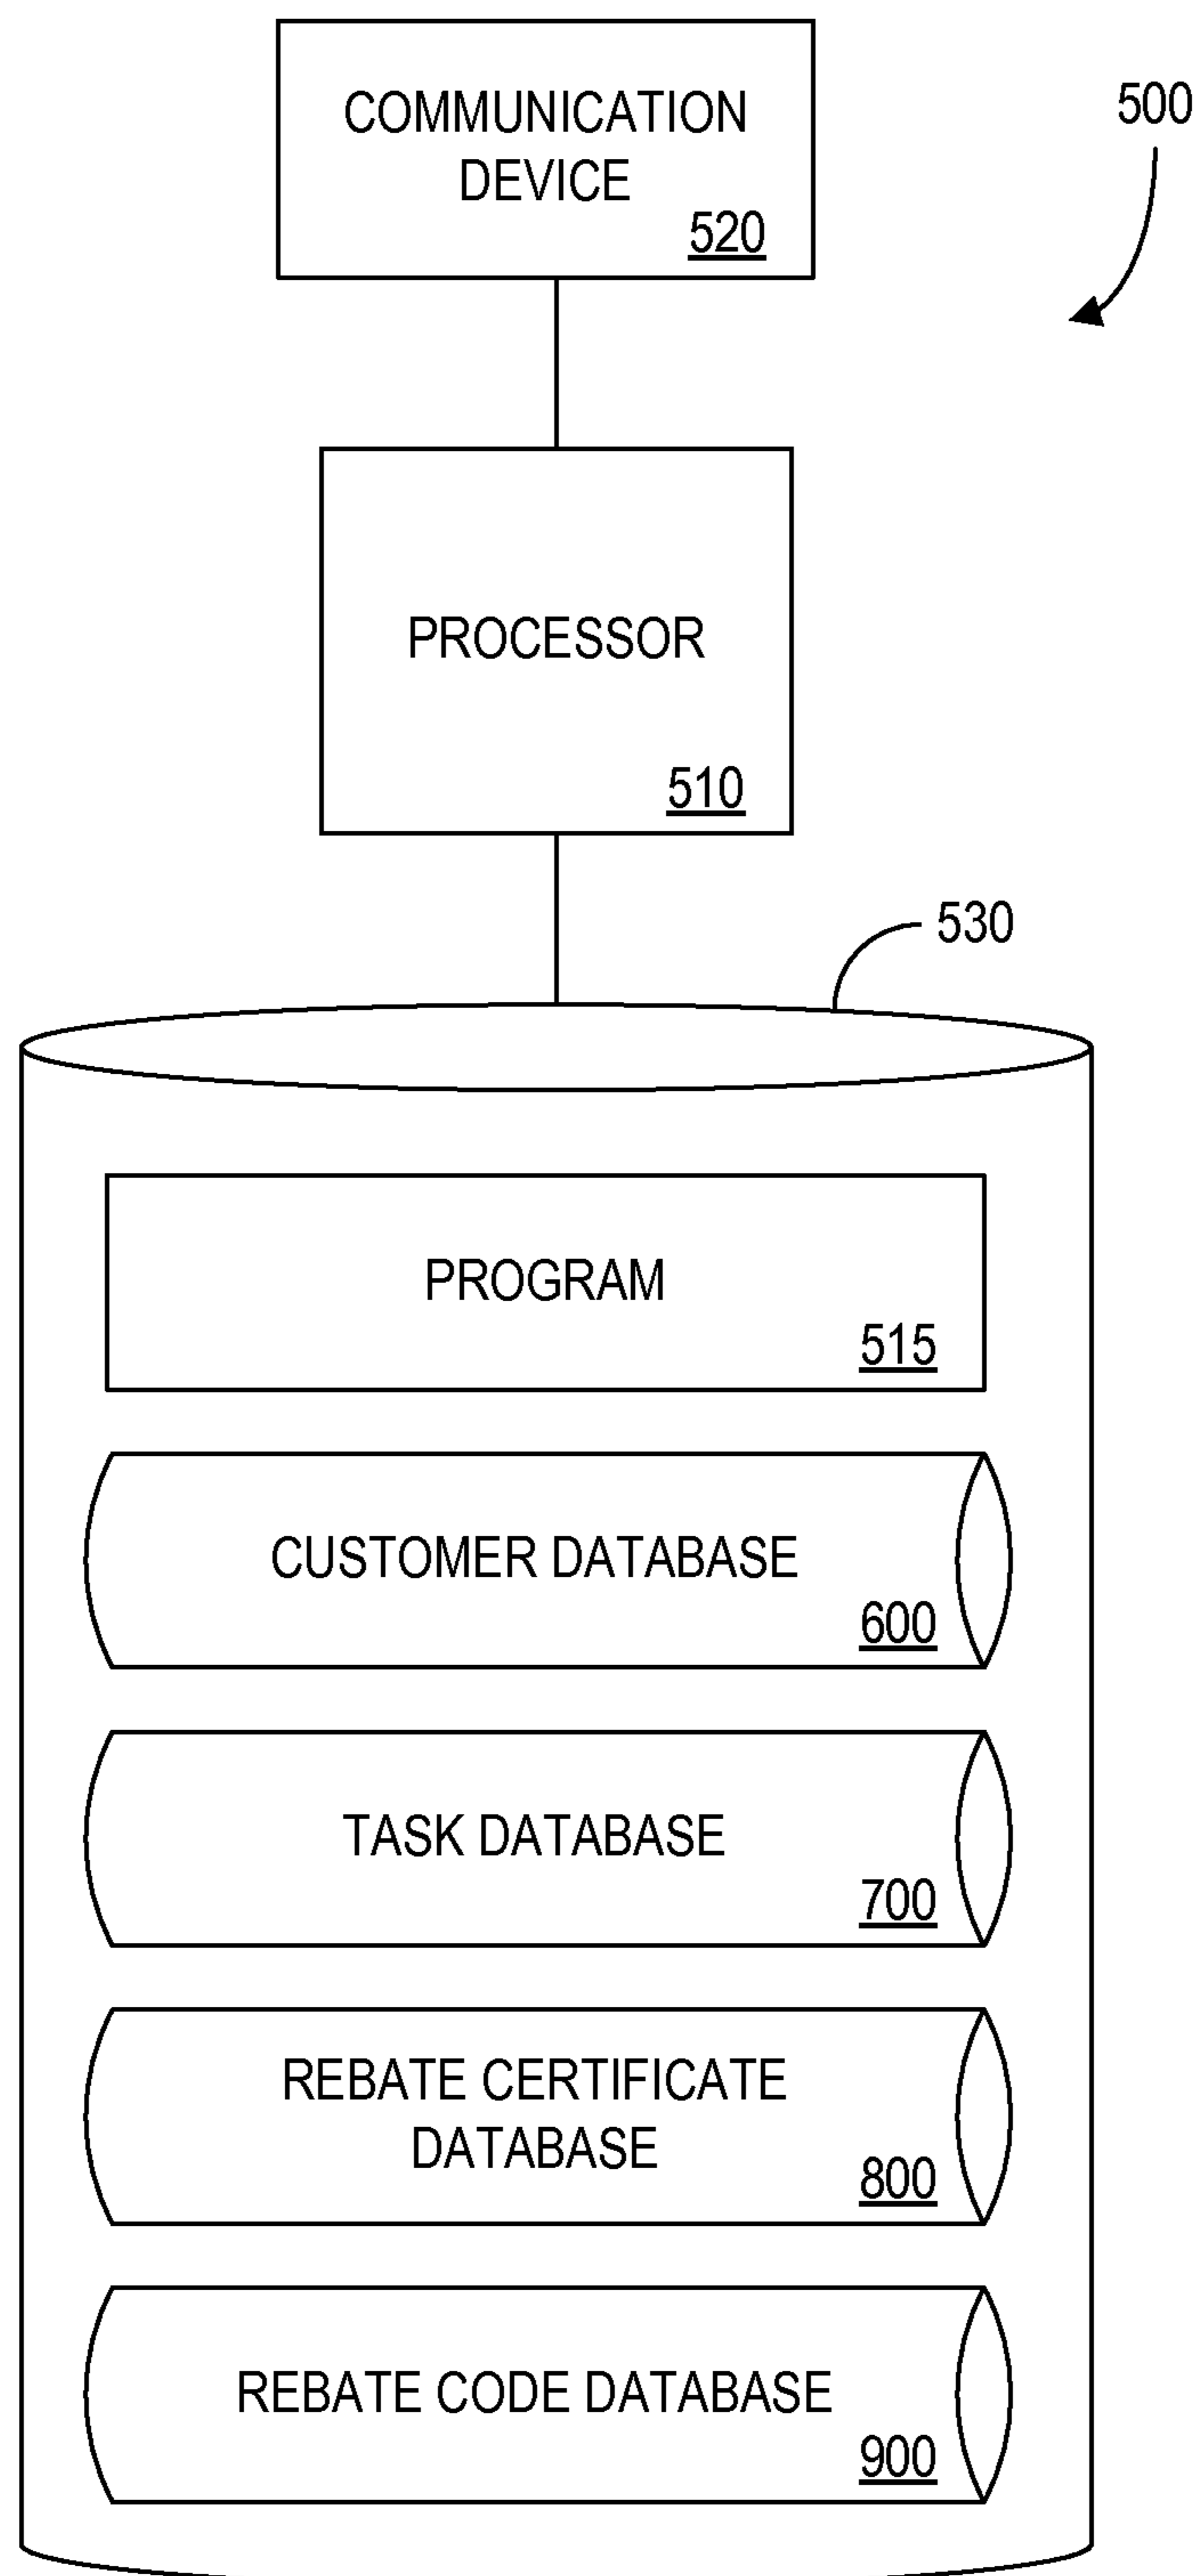 COMMUNICATION
DEVICE
520
500
PROCESSOR
510
530
PROGRAM
515
CUSTOMER DATABASE
600
TASK DATABASE
700
REBATE CERTIFICATE
DATABASE
800
REBATE CODE DATABASE
900